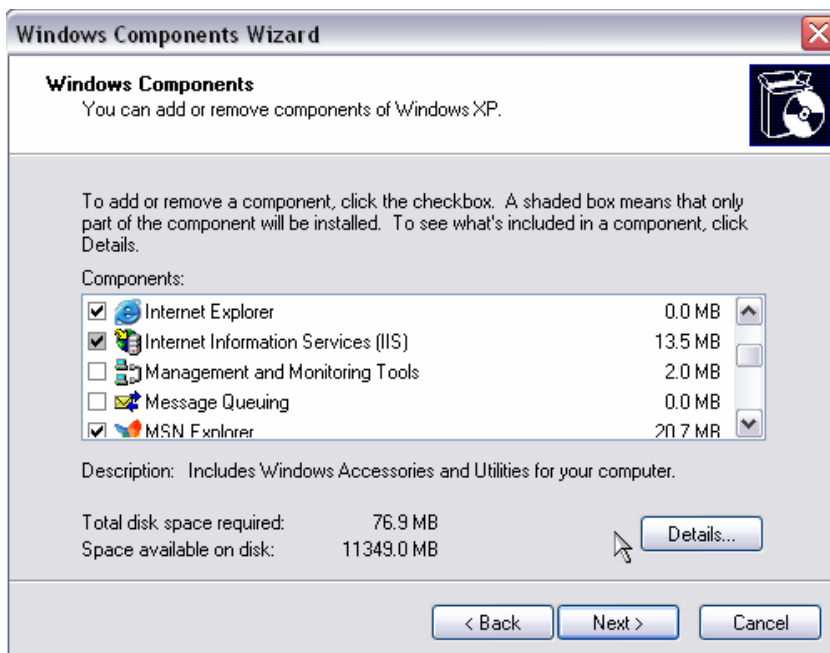 Windows Components Wizard
Windows Components
You can add or remove components of Windows XP.
To add or remove a component, click the checkbox. A shaded box means that only
part of the component will be installed. To see what's included in a component, click
Details.
Components:
Internet Explorer 0.0 MB
Internet Information Services (IIS) 13.5 MB
Management and Monitoring Tools 2.0 MB
Message Queuing 0.0 MB
MSN Explorer 20.7 MB
Description: Includes Windows Accessories and Utilities for your computer.
Total disk space required: 76.9 MB
Space available on disk: 11349.0 MB
Details...
< Back Next > Cancel